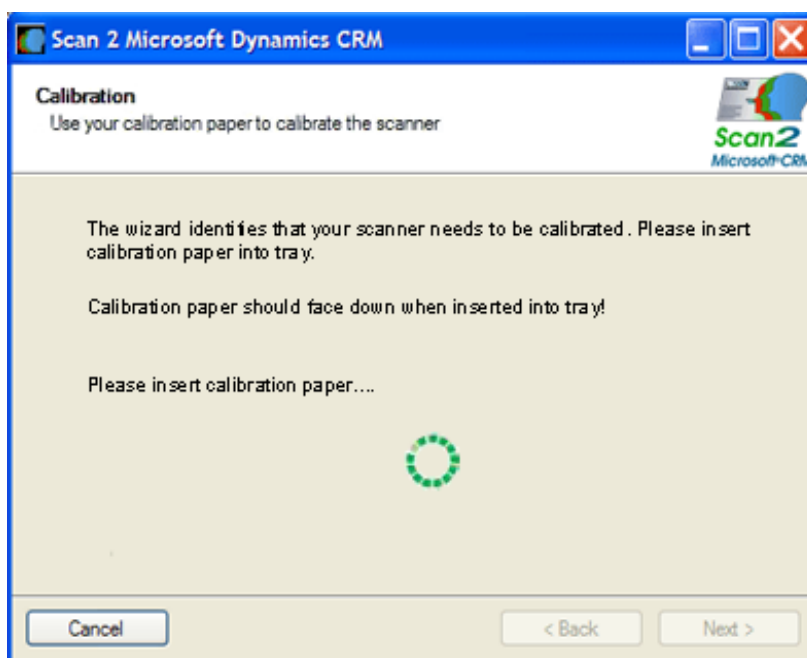 Scan 2 Microsoft Dynamics CRM
Calibration
Use your calibration paper to calibrate the scanner
Scan2
Microsoft CRM
The wizard identifies that your scanner needs to be calibrated. Please insert
calibration paper into tray.
Calibration paper should face down when inserted into tray!
Please insert calibration paper....
Cancel
< Back
Next >